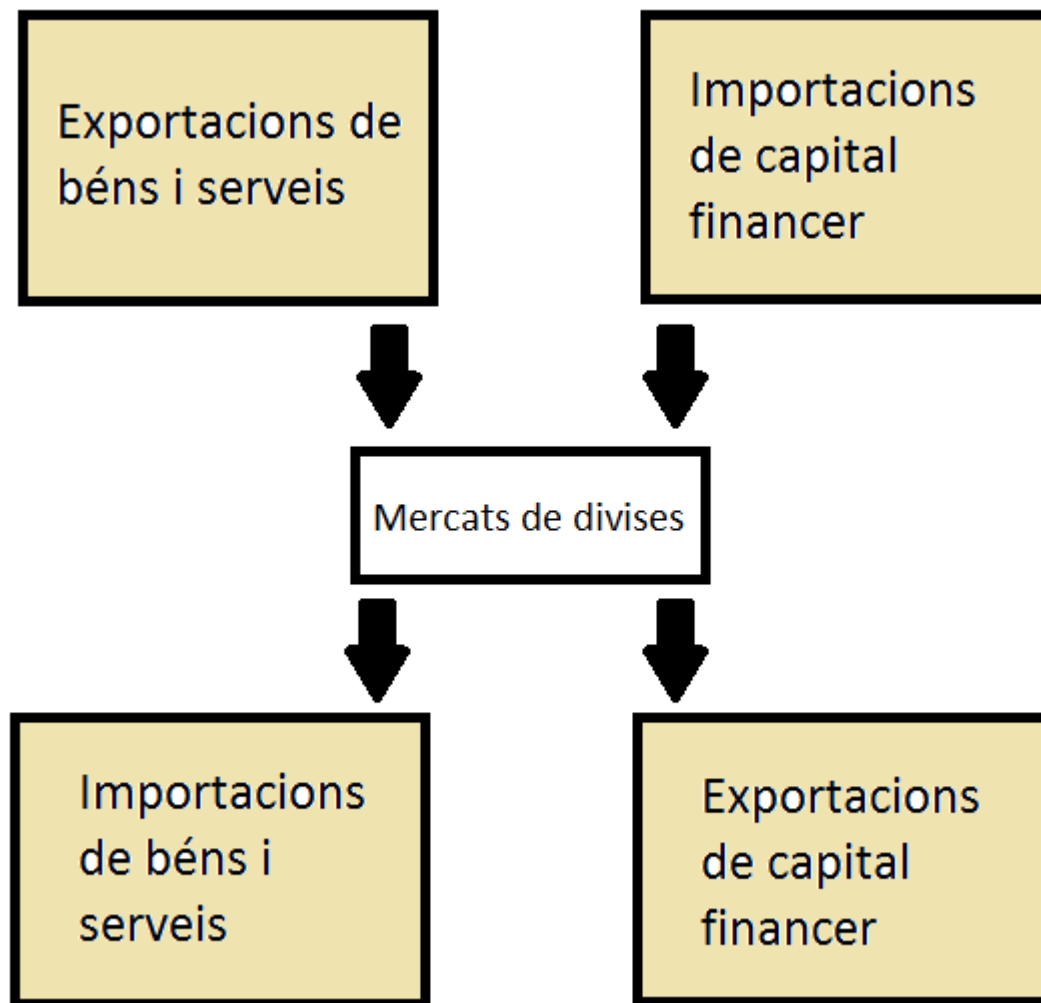 Exportacions de
béns i serveis
Importacions
de capital
financer
Mercats de divises
Importacions
de béns i
serveis
Exportacions
de capital
financer